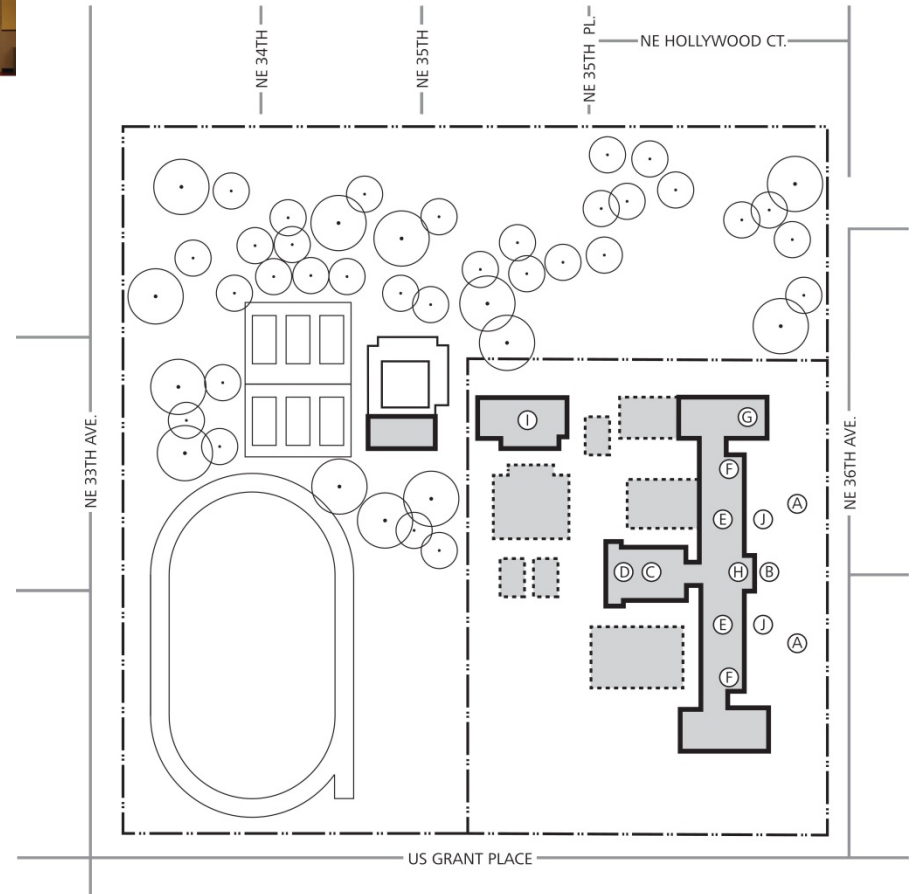 NE 34TH
NE 35TH
NE 35TH PL.
NE HOLLYWOOD CT.
NE 33TH AVE.
NE 36TH AVE.
I
G
F
A
E
J
D
C
H
B
E
J
A
F
US GRANT PLACE